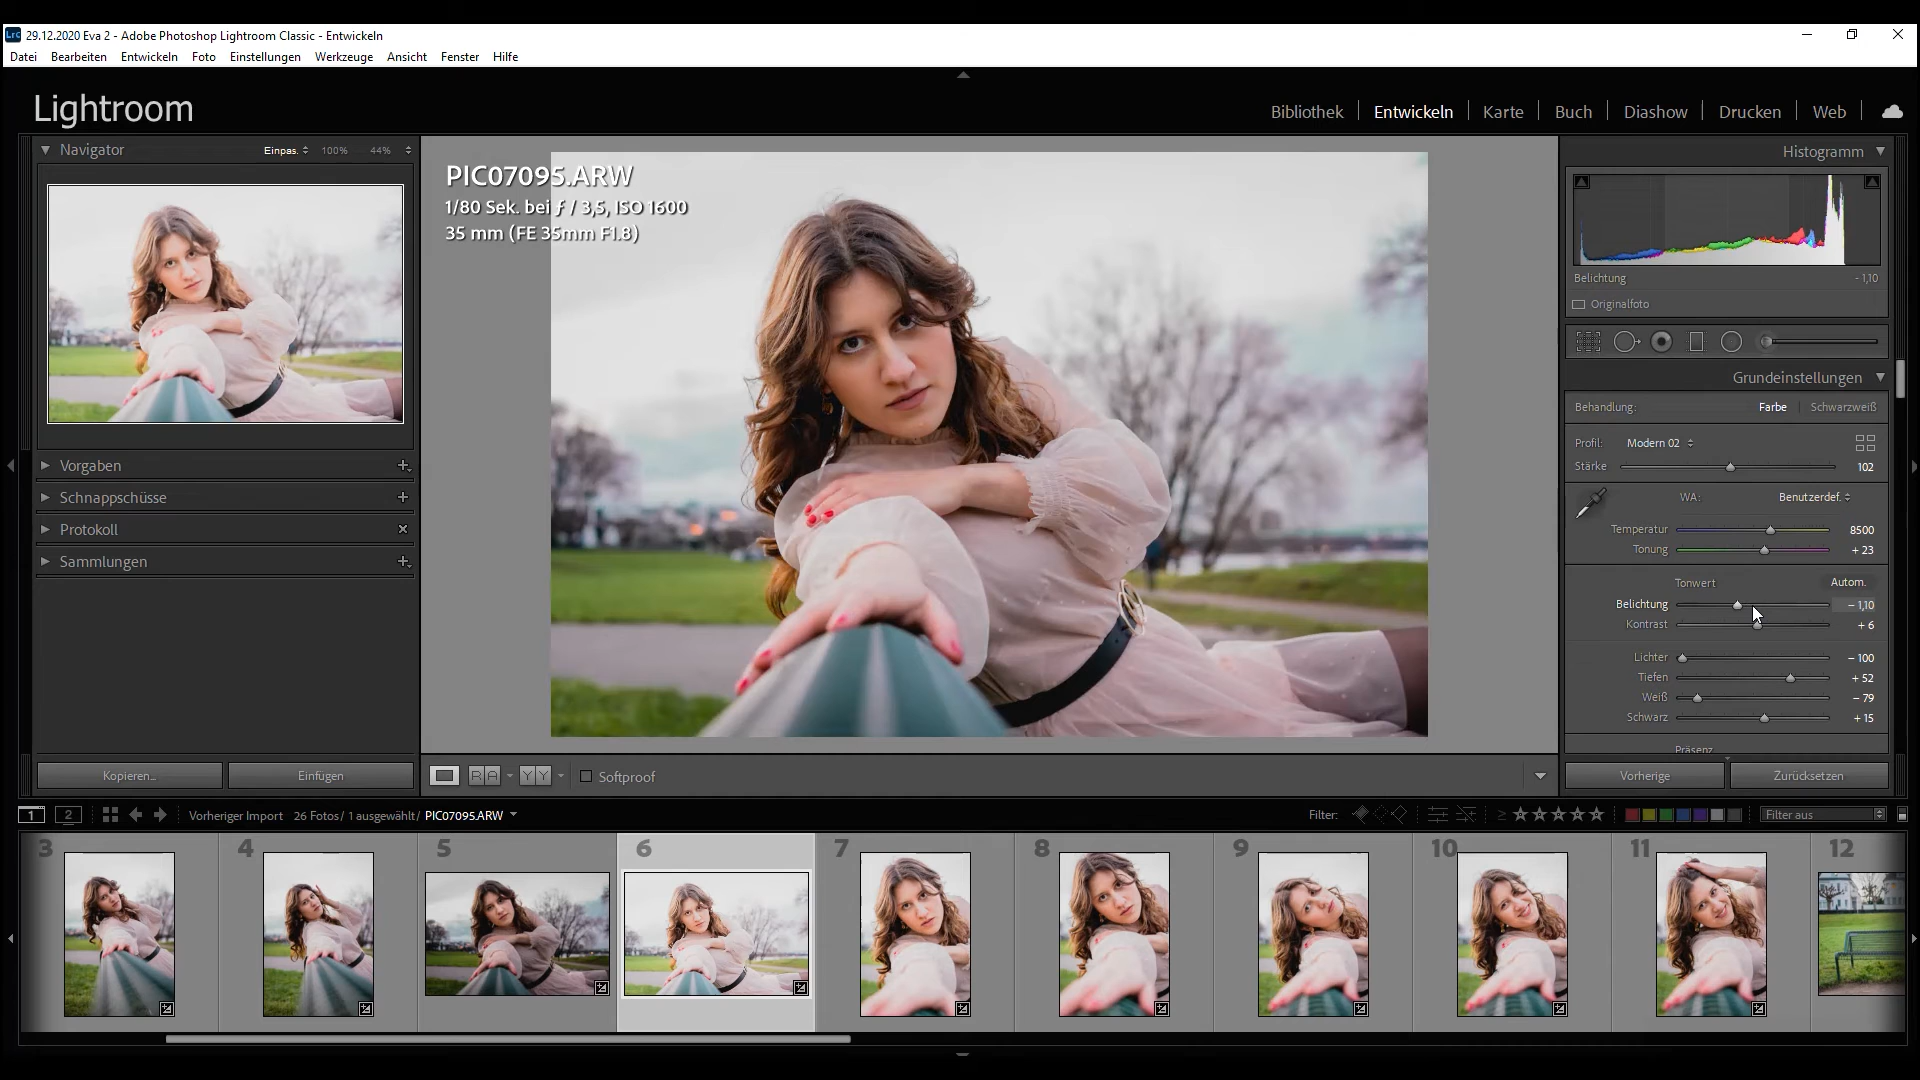 Lrc 29.12.2020 Eva 2 - Adobe Photoshop Lightroom Classic - Entwickeln
Datei Bearbeiten Entwickeln Foto Einstellungen Werkzeuge Ansicht Fenster Hilfe
Lightroom
Bibliothek Entwickeln Karte Buch Diashow Drucken Web
Navigator Einpas. 100% 44%
Vorgaben
Schnappschüsse
Protokoll
Sammlungen
Kopieren... Einfügen
PIC07095.ARW
1/80 Sek. bei ƒ / 3,5, ISO 1600
35 mm (FE 35mm F1.8)
RA YY Softproof
Histogramm
Belichtung - 1,10
Originalfoto
Grundeinstellungen
Behandlung: Farbe Schwarzweiß
Profil: Modern 02
Stärke 102
WA: Benutzerdef.
Temperatur 8500
Tonung + 23
Tonwert Autom.
Belichtung - 1,10
Kontrast + 6
Lichter - 100
Tiefen + 52
Weiß - 79
Schwarz + 15
Präsenz
Vorherige Zurücksetzen
1 2 Vorheriger Import 26 Fotos/ 1 ausgewählt/ PIC07095.ARW Filter: ≥ Filter aus
3 4 5 6 7 8 9 10 11 12